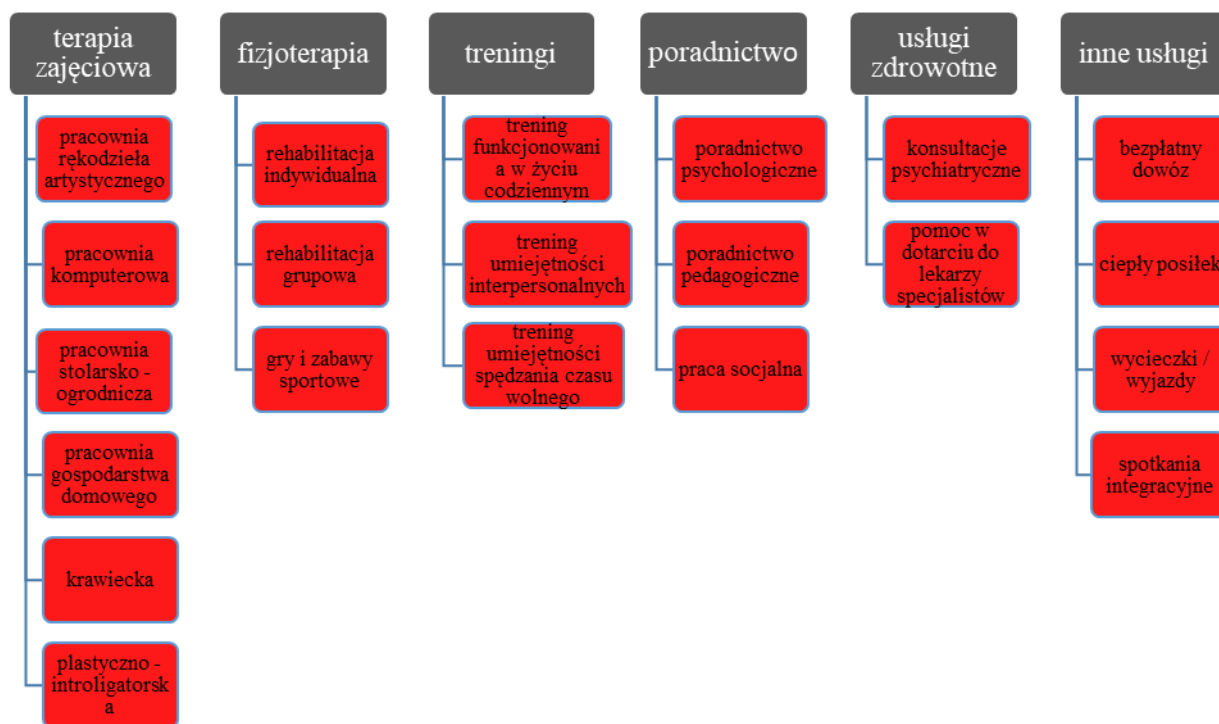 terapia
zajęciowa
pracownia
rękodzieła
artystycznego
pracownia
komputerowa
pracownia
stolarsko -
ogrodnicza
pracownia
gospodarstwa
domowego
krawiecka
plastyczno -
introligatorsk
a
fizjoterapia
rehabilitacja
indywidualna
rehabilitacja
grupowa
gry i zabawy
sportowe
treningi
trening
funkcjonowani
a w życiu
codziennym
trening
umiejętności
interpersonalnych
trening
umiejętności
spędzania czasu
wolnego
poradnictwo
poradnictwo
psychologiczne
poradnictwo
pedagogiczne
praca socjalna
usługi
zdrowotne
konsultacje
psychiatryczne
pomoc w
dotarciu do
lekarzy
specjalistów
inne usługi
bezpłatny
dowóz
ciepły posiłek
wycieczki /
wyjazdy
spotkania
integracyjne